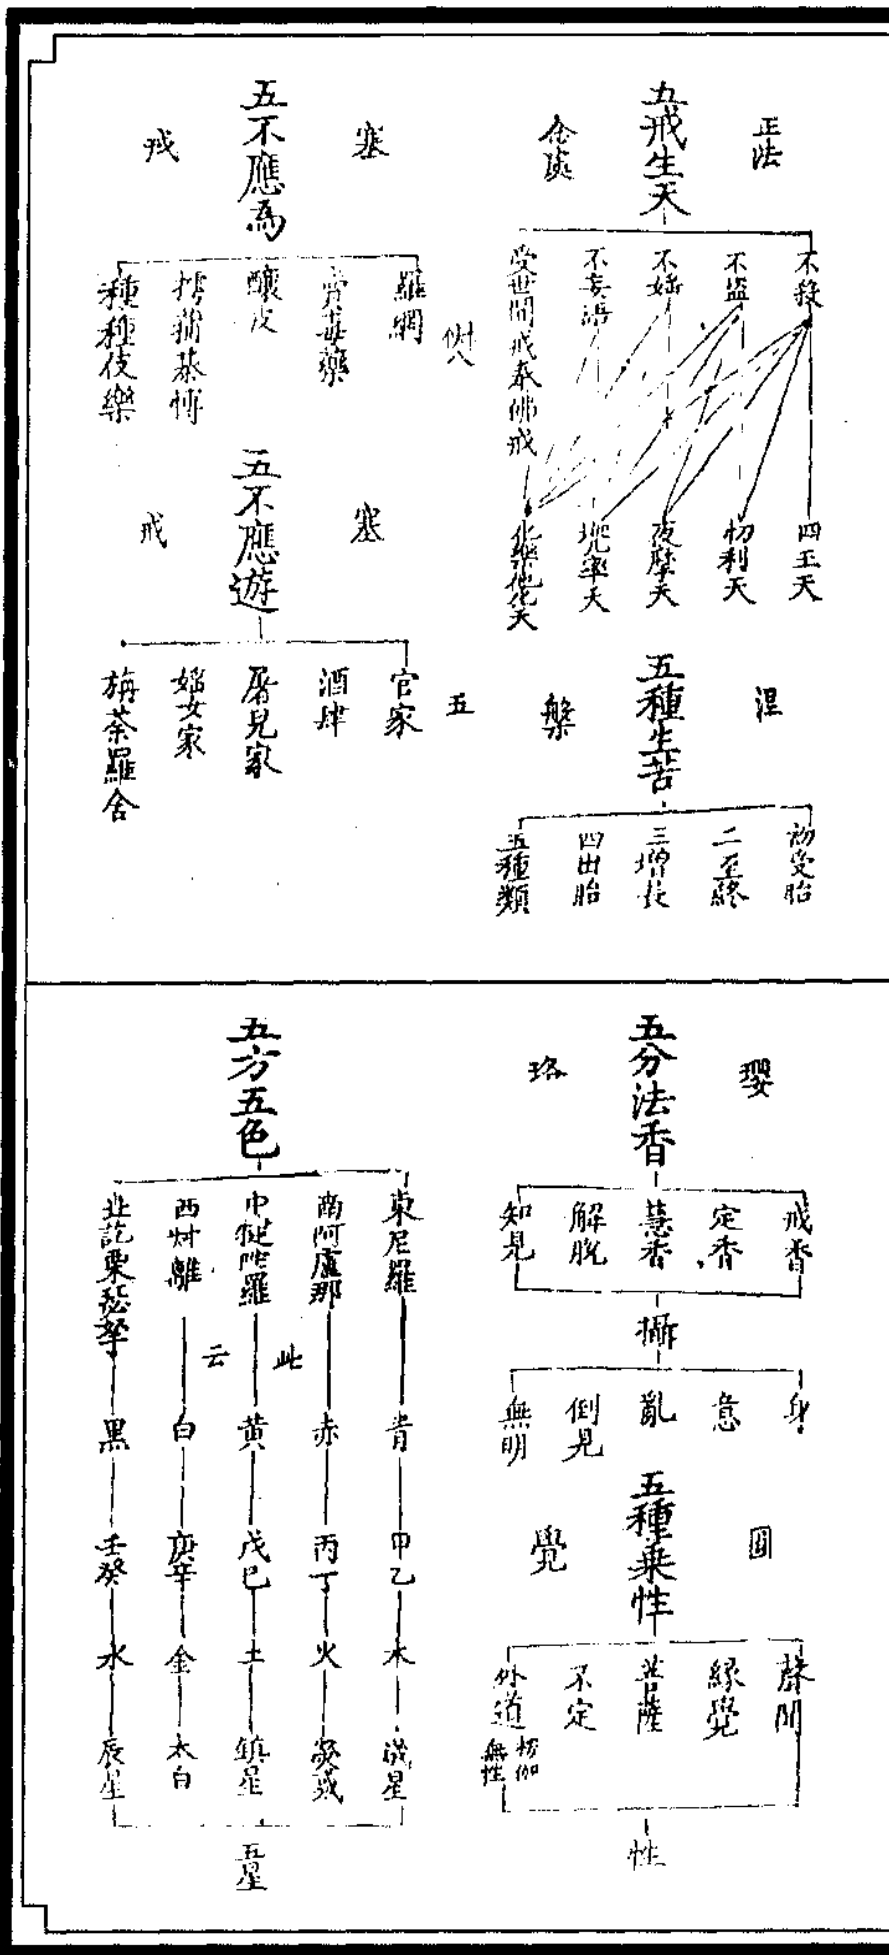 正法
五戒生天
念處
不殺
不盜
不婬
不妄語
受世間戒奉佛戒
四王天
忉利天
夜摩天
兜率天
化樂他化天
涅
五種生苦
槃
初受胎
二至終
三增長
四出胎
五種類
塞
五不應為
戒
羅網
賣毒藥
釀皮
摴蒲棊博
種種伎樂
五
塞
五不應遊
戒
官家
酒肆
屠兒家
婬女家
旃荼羅舍
瓔
五分法香
珞
戒香
定香
慧香
解脫
知見
攝
身
意
亂
倒見
無明
圓
五種乘性
覺
聲聞
緣覺
菩薩
不定
外道
楞伽
無性
性
五方五色
東尼羅
南阿盧那
中犍陀羅
西
離
北訖栗瑟拏
此
云
青
赤
黃
白
黑
甲乙
丙丁
戊己
庚辛
壬癸
木
火
土
金
水
歲星
熒惑
鎮星
太白
辰星
五星